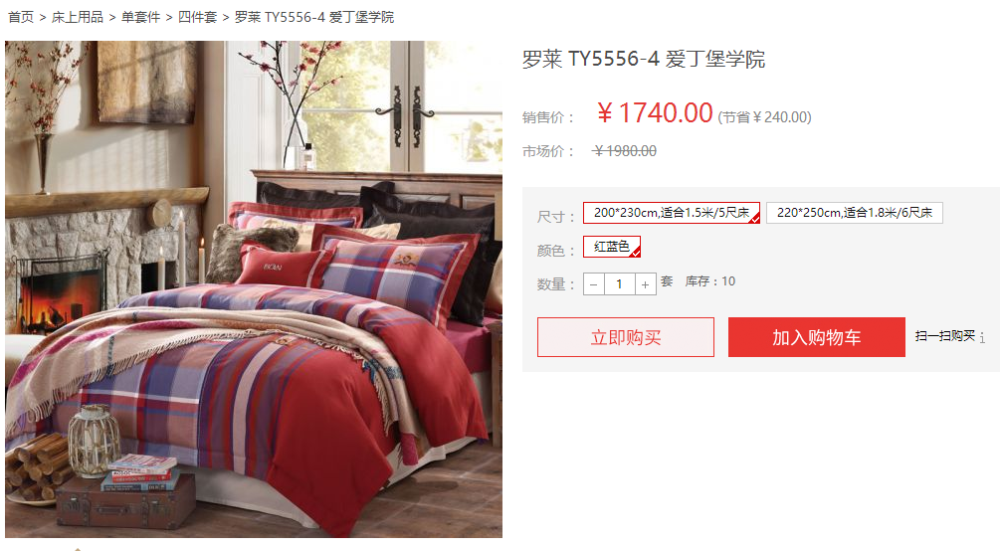 首页 > 床上用品 > 单套件 > 四件套 > 罗莱 TY5556-4 爱丁堡学院
罗莱 TY5556-4 爱丁堡学院
销售价： ￥1740.00 (节省￥240.00)
市场价： ￥1980.00
尺寸： 200*230cm,适合1.5米/5尺床 220*250cm,适合1.8米/6尺床
颜色： 红蓝色
数量： − 1 + 套 库存：10
立即购买 加入购物车 扫一扫购买